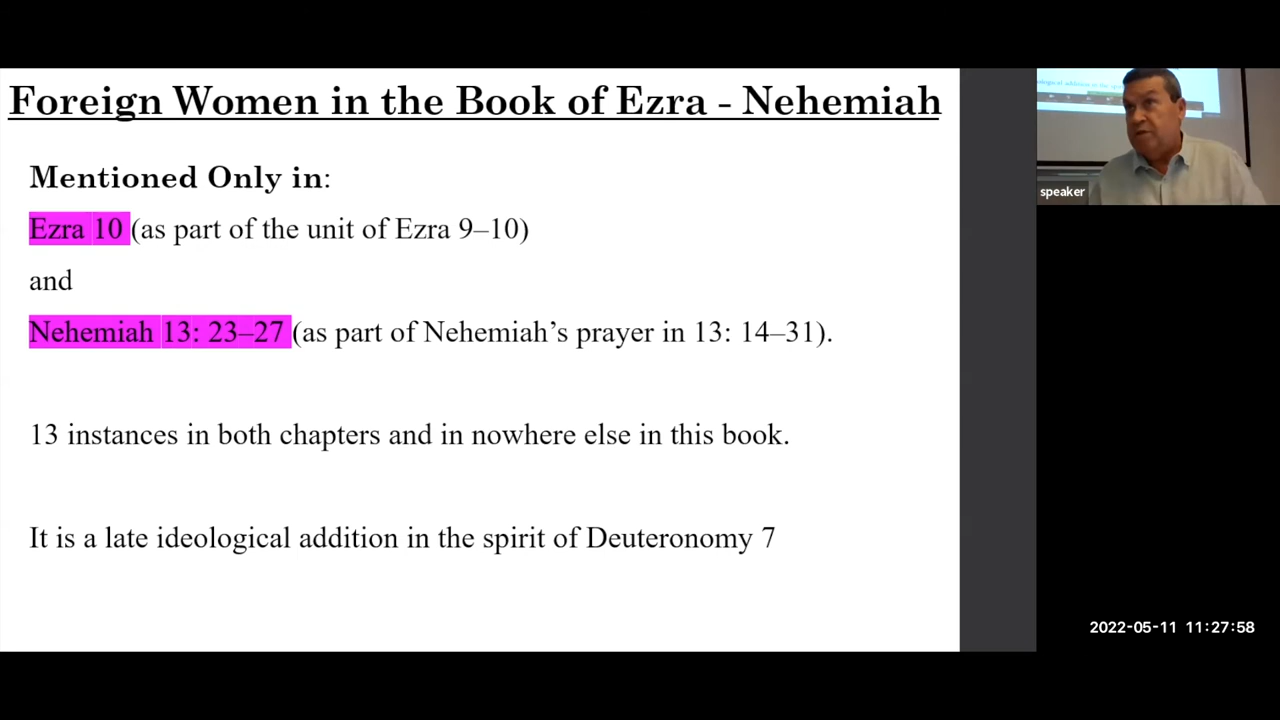 Foreign Women in the Book of Ezra - Nehemiah
Mentioned Only in:
Ezra 10 (as part of the unit of Ezra 9–10)
and
Nehemiah 13: 23–27 (as part of Nehemiah’s prayer in 13: 14–31).
13 instances in both chapters and in nowhere else in this book.
It is a late ideological addition in the spirit of Deuteronomy 7
speaker
2022-05-11 11:27:58